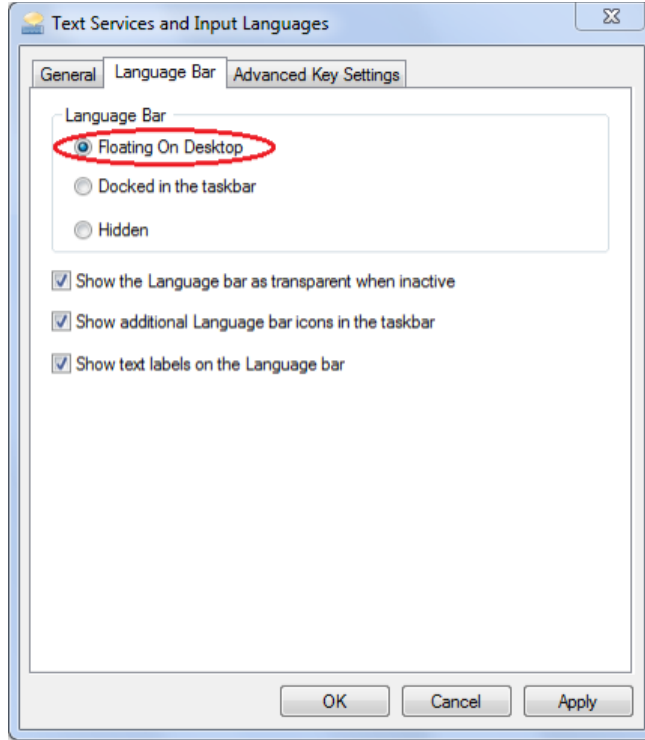 Text Services and Input Languages
General Language Bar Advanced Key Settings
Language Bar
Floating On Desktop
Docked in the taskbar
Hidden
Show the Language bar as transparent when inactive
Show additional Language bar icons in the taskbar
Show text labels on the Language bar
OK Cancel Apply